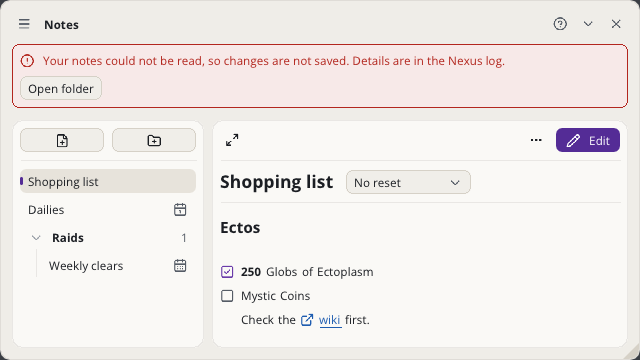 Notes
Your notes could not be read, so changes are not saved. Details are in the Nexus log.
Open folder
Edit
Shopping list
Dailies
Raids 1
Weekly clears
Shopping list No reset
Ectos
250 Globs of Ectoplasm
Mystic Coins
Check the wiki first.